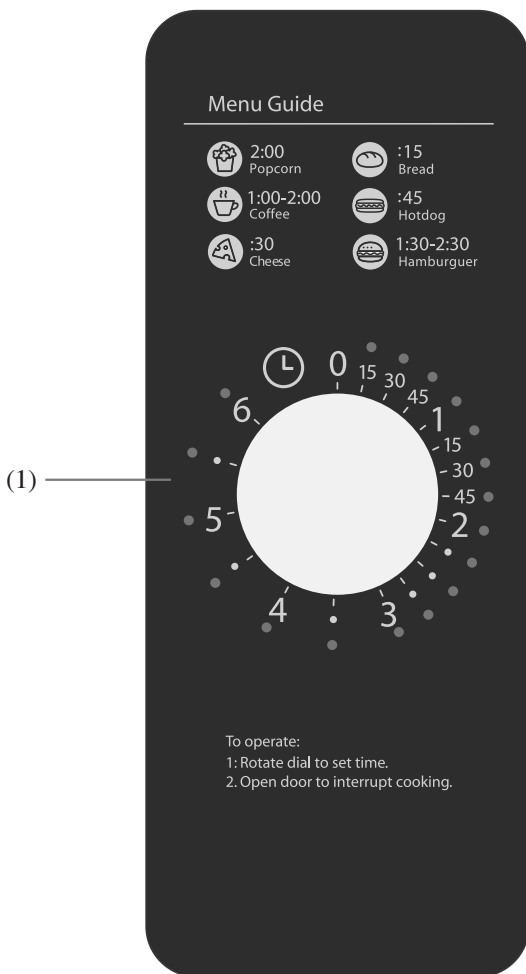 Menu Guide
2:00
Popcorn
:15
Bread
1:00-2:00
Coffee
:45
Hotdog
:30
Cheese
1:30-2:30
Hamburguer
0
15
30
45
1
15
30
45
2
3
4
5
6
(1)
To operate:
1: Rotate dial to set time.
2. Open door to interrupt cooking.